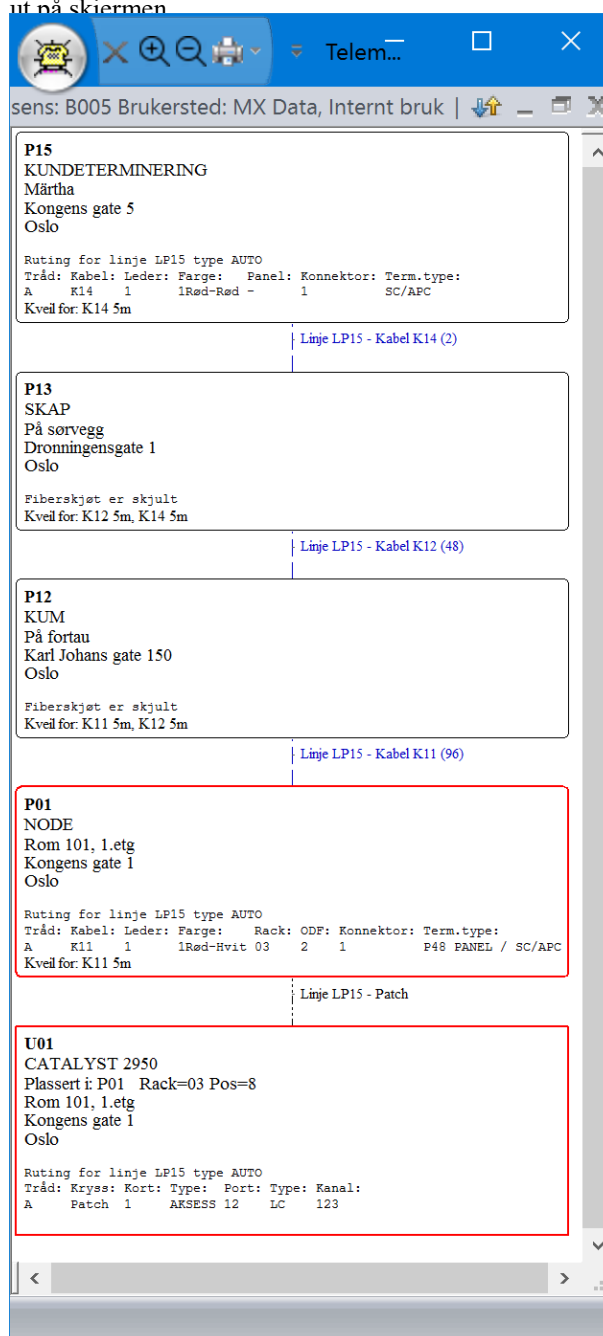 ut på skjermen
Telem...
sens: B005 Brukersted: MX Data, Internt bruk |
P15
KUNDETERMINERING
Märtha
Kongens gate 5
Oslo
Ruting for linje LP15 type AUTO
Tråd: Kabel: Leder: Farge: Panel: Konnektor: Term.type:
A K14 1 1Rød-Rød - 1 SC/APC
Kveil for: K14 5m
Linje LP15 - Kabel K14 (2)
P13
SKAP
På sørvegg
Dronningensgate 1
Oslo
Fiberskjøt er skjult
Kveil for: K12 5m, K14 5m
Linje LP15 - Kabel K12 (48)
P12
KUM
På fortau
Karl Johans gate 150
Oslo
Fiberskjøt er skjult
Kveil for: K11 5m, K12 5m
Linje LP15 - Kabel K11 (96)
P01
NODE
Rom 101, 1.etg
Kongens gate 1
Oslo
Ruting for linje LP15 type AUTO
Tråd: Kabel: Leder: Farge: Rack: ODF: Konnektor: Term.type:
A K11 1 1Rød-Hvit 03 2 1 P48 PANEL / SC/APC
Kveil for: K11 5m
Linje LP15 - Patch
U01
CATALYST 2950
Plassert i: P01 Rack=03 Pos=8
Rom 101, 1.etg
Kongens gate 1
Oslo
Ruting for linje LP15 type AUTO
Tråd: Kryss: Kort: Type: Port: Type: Kanal:
A Patch 1 AKSESS 12 LC 123